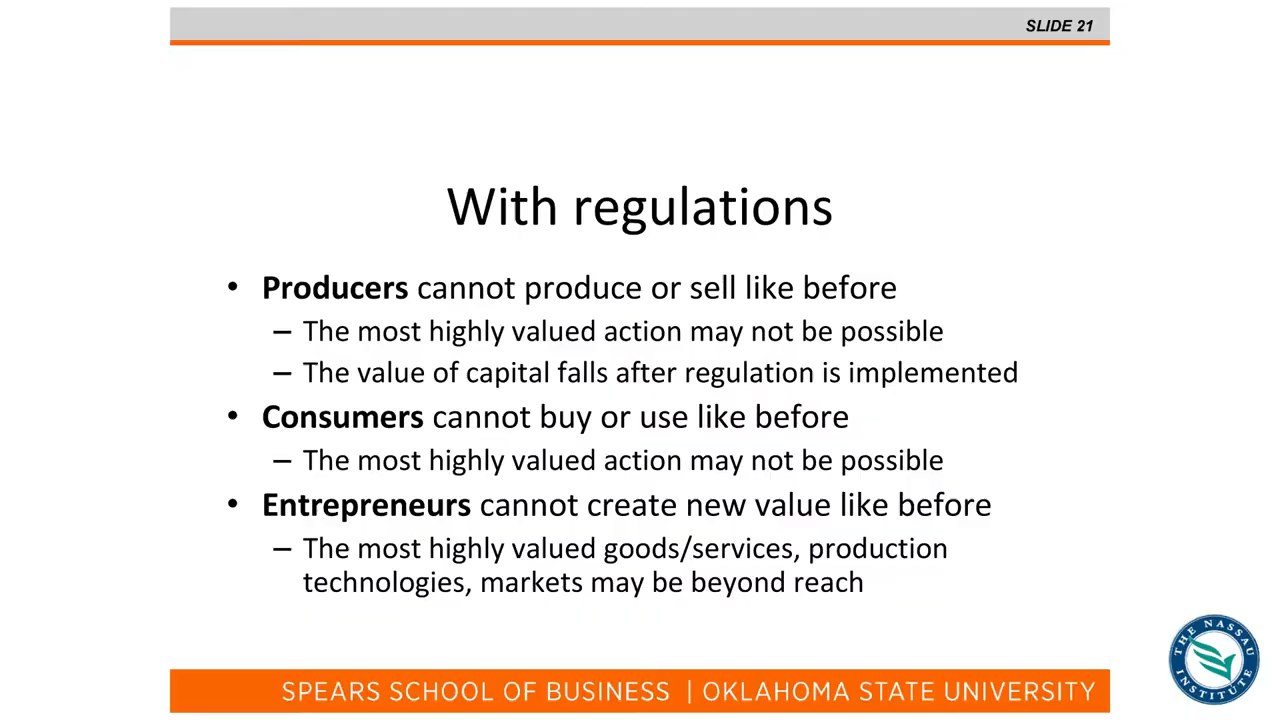 SLIDE 21
With regulations
• Producers cannot produce or sell like before
– The most highly valued action may not be possible
– The value of capital falls after regulation is implemented
• Consumers cannot buy or use like before
– The most highly valued action may not be possible
• Entrepreneurs cannot create new value like before
– The most highly valued goods/services, production
technologies, markets may be beyond reach
THE NASSAU
INSTITUTE
SPEARS SCHOOL OF BUSINESS | OKLAHOMA STATE UNIVERSITY